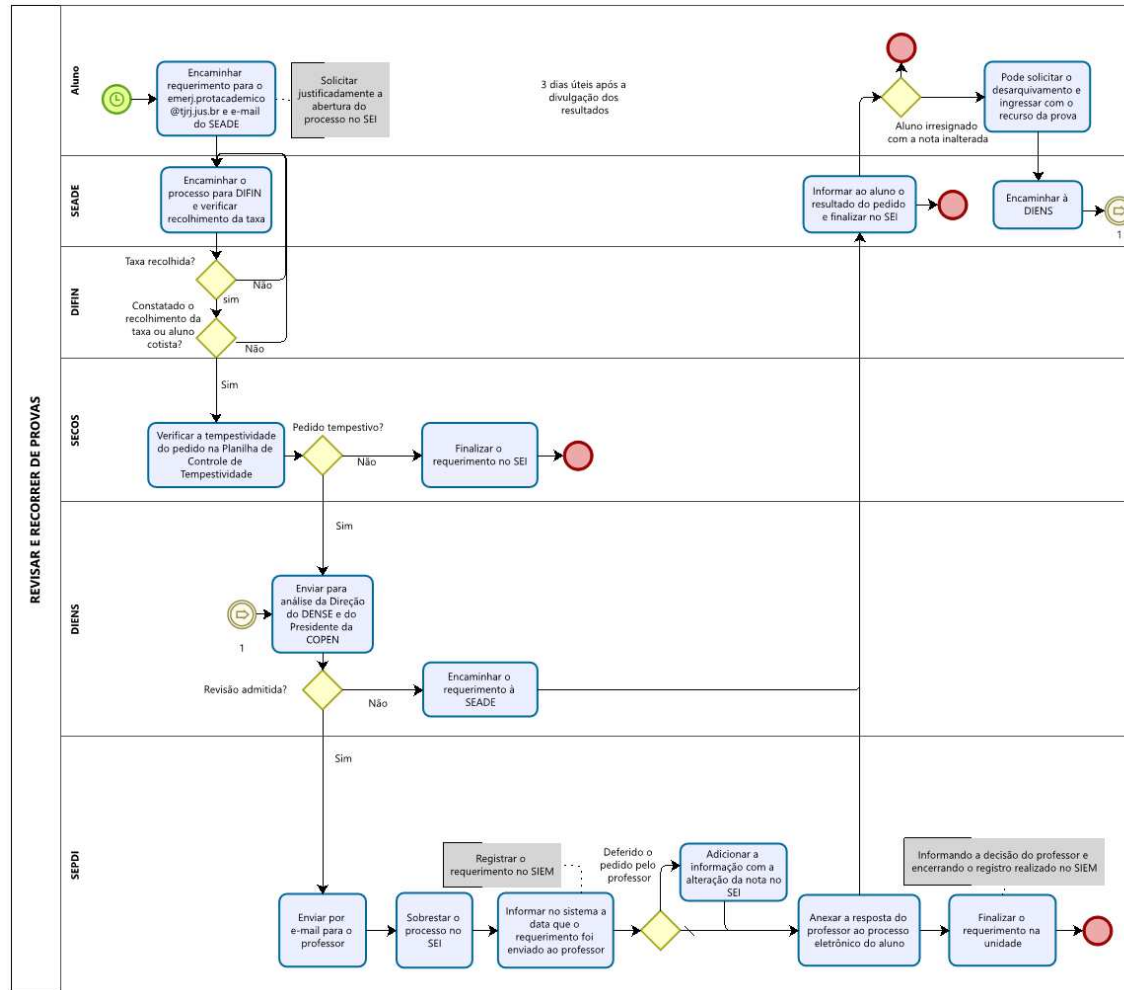 REVISAR E RECORRER DE PROVAS
Aluno
Encaminhar
requerimento para o
emerj.protacademico
@tjrj.jus.br e e-mail
do SEADE
Solicitar
justificadamente a
abertura do
processo no SEI
3 dias úteis após a
divulgação dos
resultados
Aluno irresignado
com a nota inalterada
Pode solicitar o
desarquivamento e
ingressar com o
recurso da prova
SEADE
Encaminhar o
processo para DIFIN
e verificar
recolhimento da taxa
Informar ao aluno o
resultado do pedido
e finalizar no SEI
Encaminhar à
DIENS
1
DIFIN
Taxa recolhida?
Não
sim
Constatado o
recolhimento da
taxa ou aluno
cotista?
Não
Sim
SECOS
Verificar a tempestividade
do pedido na Planilha de
Controle de
Tempestividade
Pedido tempestivo?
Não
Finalizar o
requerimento no SEI
Sim
DIENS
1
Enviar para
análise da Direção
do DENSE e do
Presidente da
COPEN
Revisão admitida?
Não
Encaminhar o
requerimento à
SEADE
Sim
SEPDI
Enviar por
e-mail para o
professor
Sobrestar o
processo no
SEI
Registrar o
requerimento no SIEM
Informar no sistema a
data que o
requerimento foi
enviado ao professor
Deferido o
pedido pelo
professor
Adicionar a
informação com a
alteração da nota no
SEI
Anexar a resposta do
professor ao processo
eletrônico do aluno
Informando a decisão do professor e
encerrando o registro realizado no SIEM
Finalizar o
requerimento na
unidade